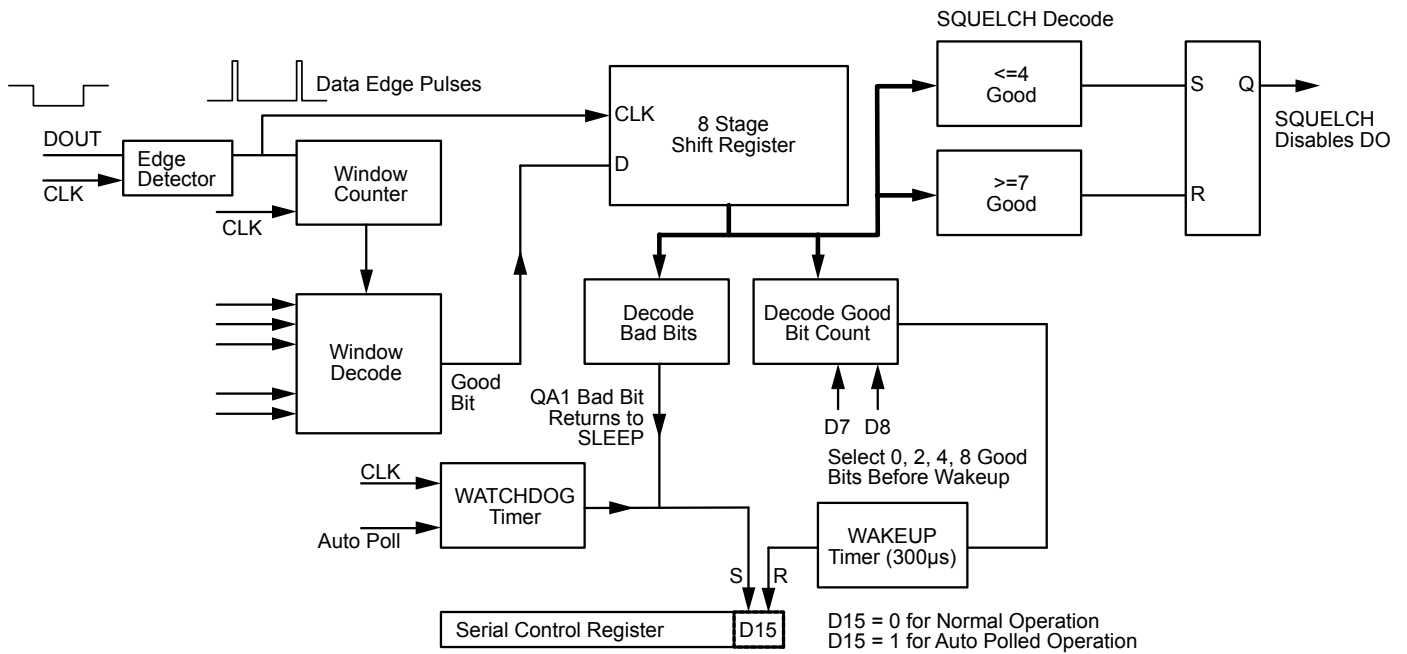 SQUELCH Decode
Data Edge Pulses
DOUT
CLK
Edge
Detector
CLK
Window
Counter
CLK
D
8 Stage
Shift Register
<=4
Good
>=7
Good
S
R
Q
SQUELCH
Disables DO
Window
Decode
Good
Bit
Decode
Bad Bits
Decode Good
Bit Count
QA1 Bad Bit
Returns to
SLEEP
D7
D8
Select 0, 2, 4, 8 Good
Bits Before Wakeup
CLK
Auto Poll
WATCHDOG
Timer
WAKEUP
Timer (300µs)
S
R
Serial Control Register
D15
D15 = 0 for Normal Operation
D15 = 1 for Auto Polled Operation